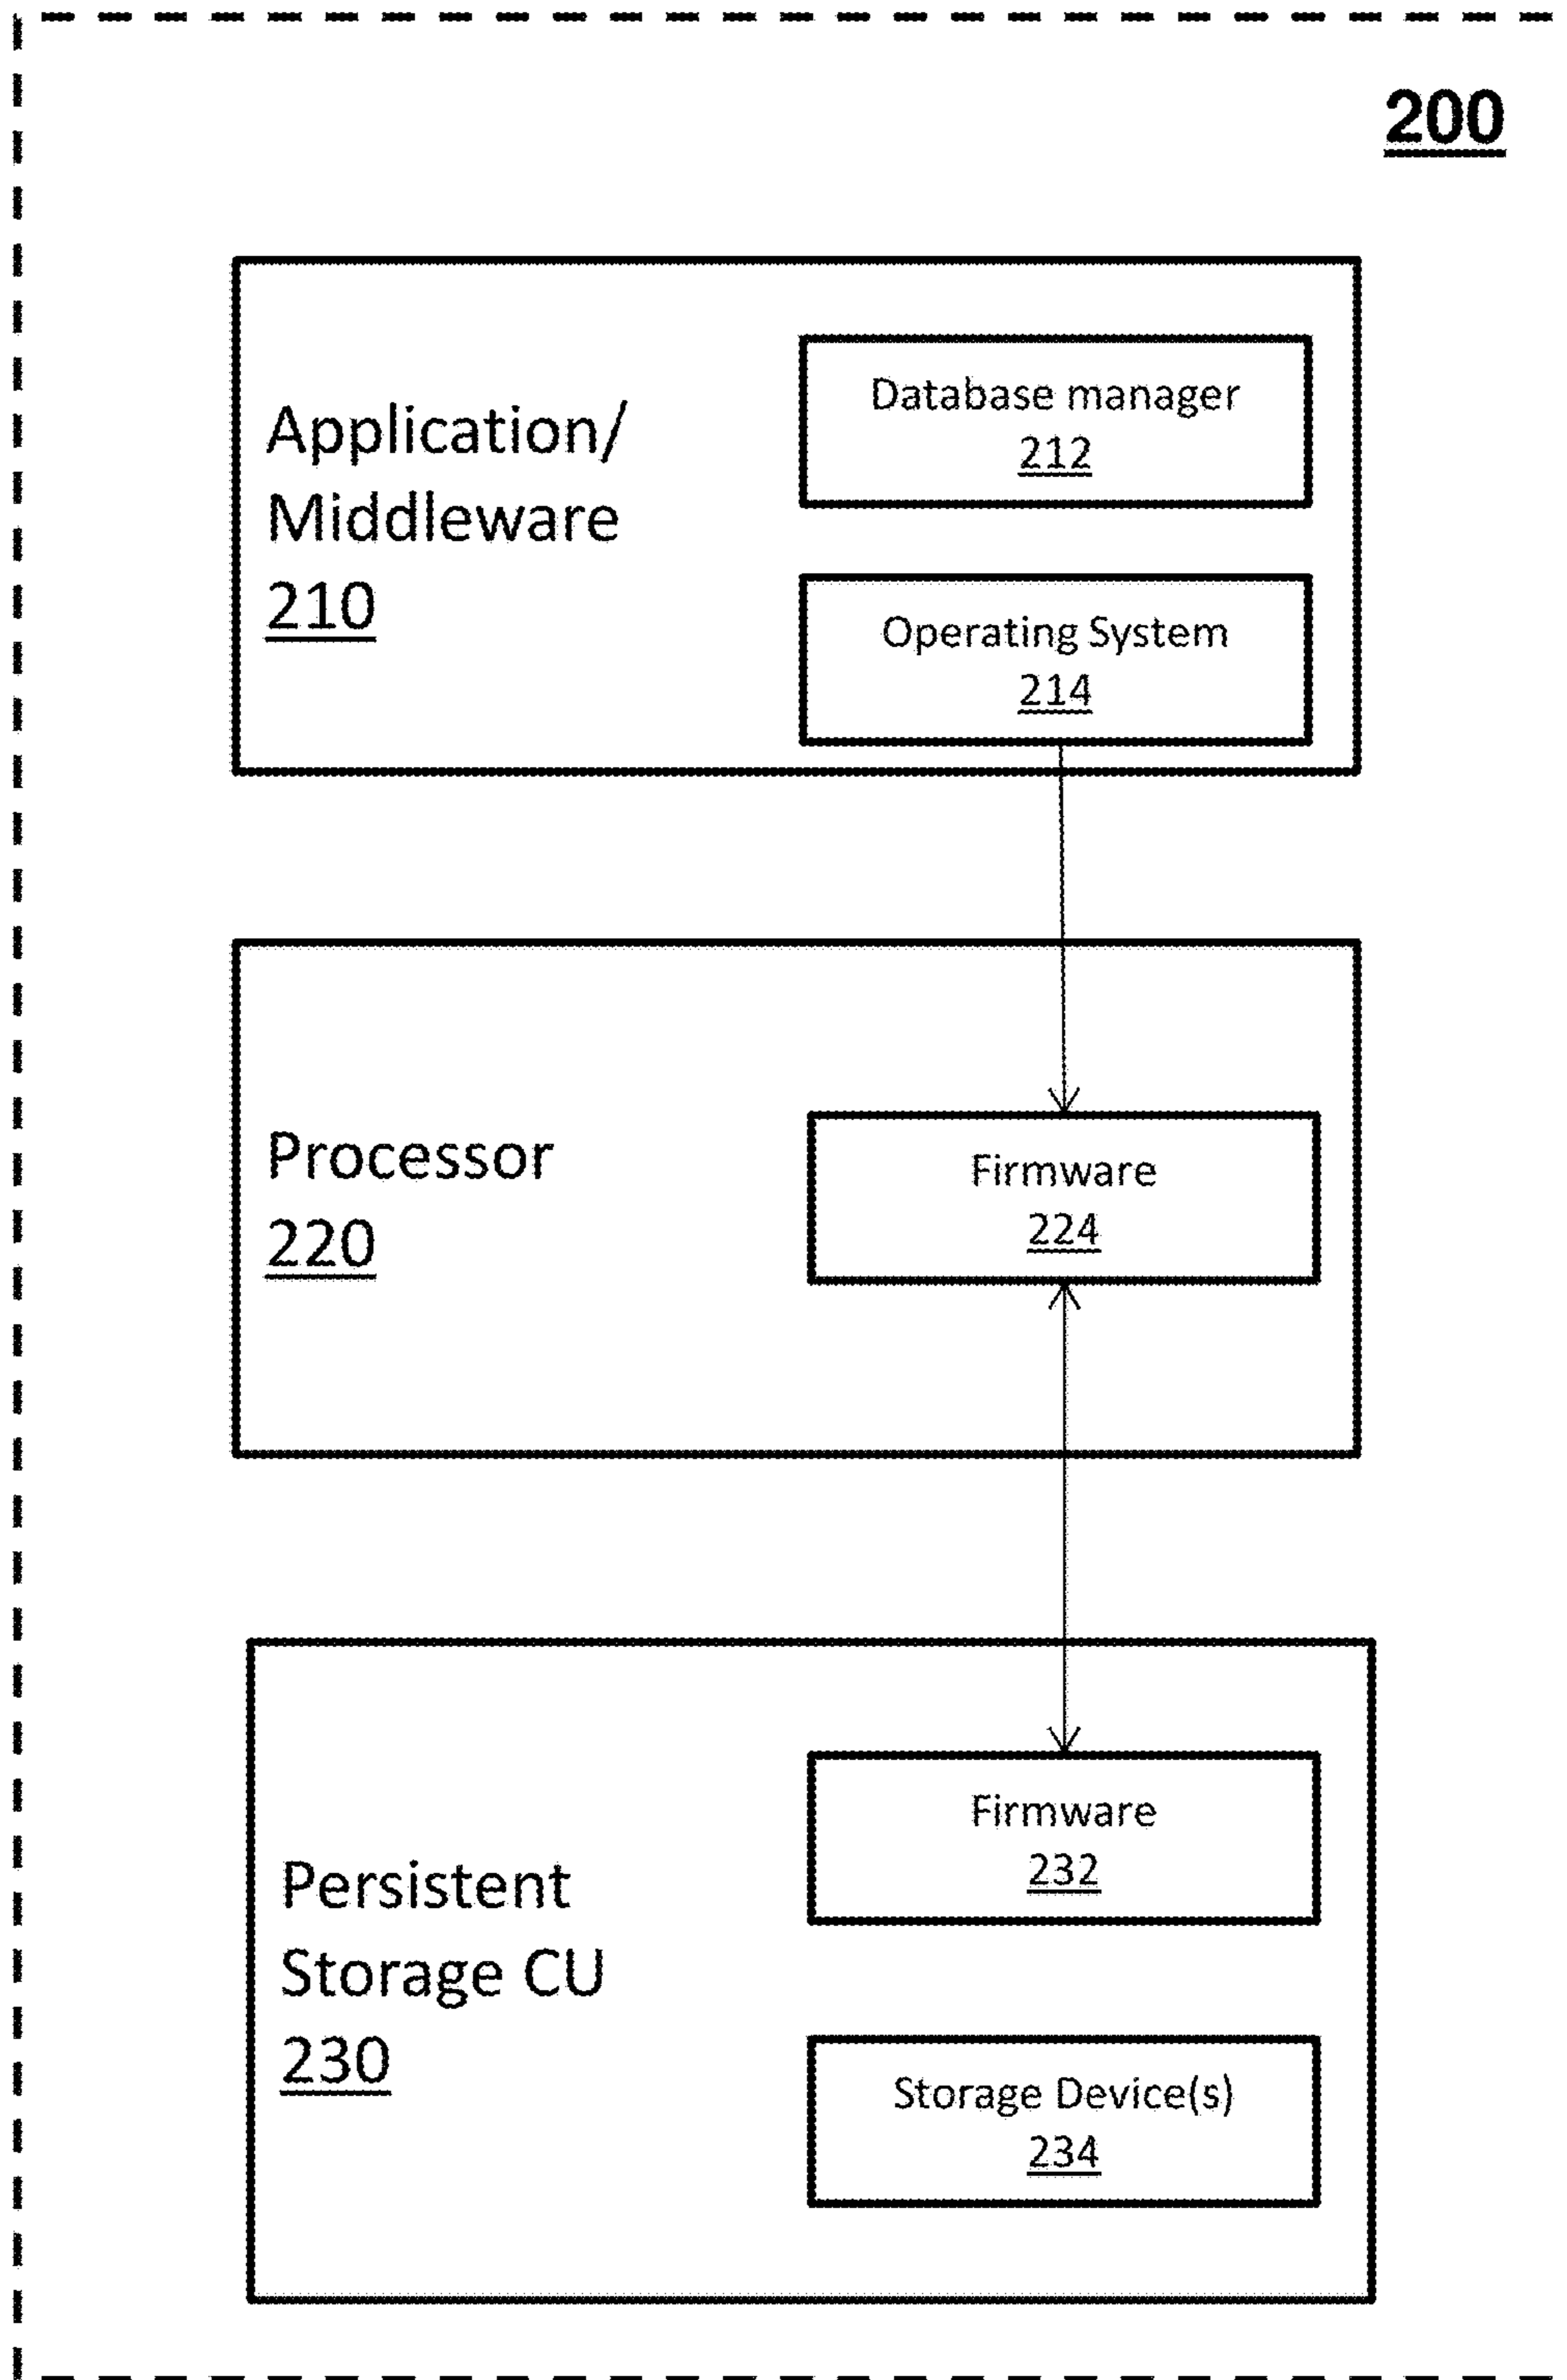 200
Application/
Middleware
210
Database manager
212
Operating System
214
Processor
220
Firmware
224
Persistent
Storage CU
230
Firmware
232
Storage Device(s)
234